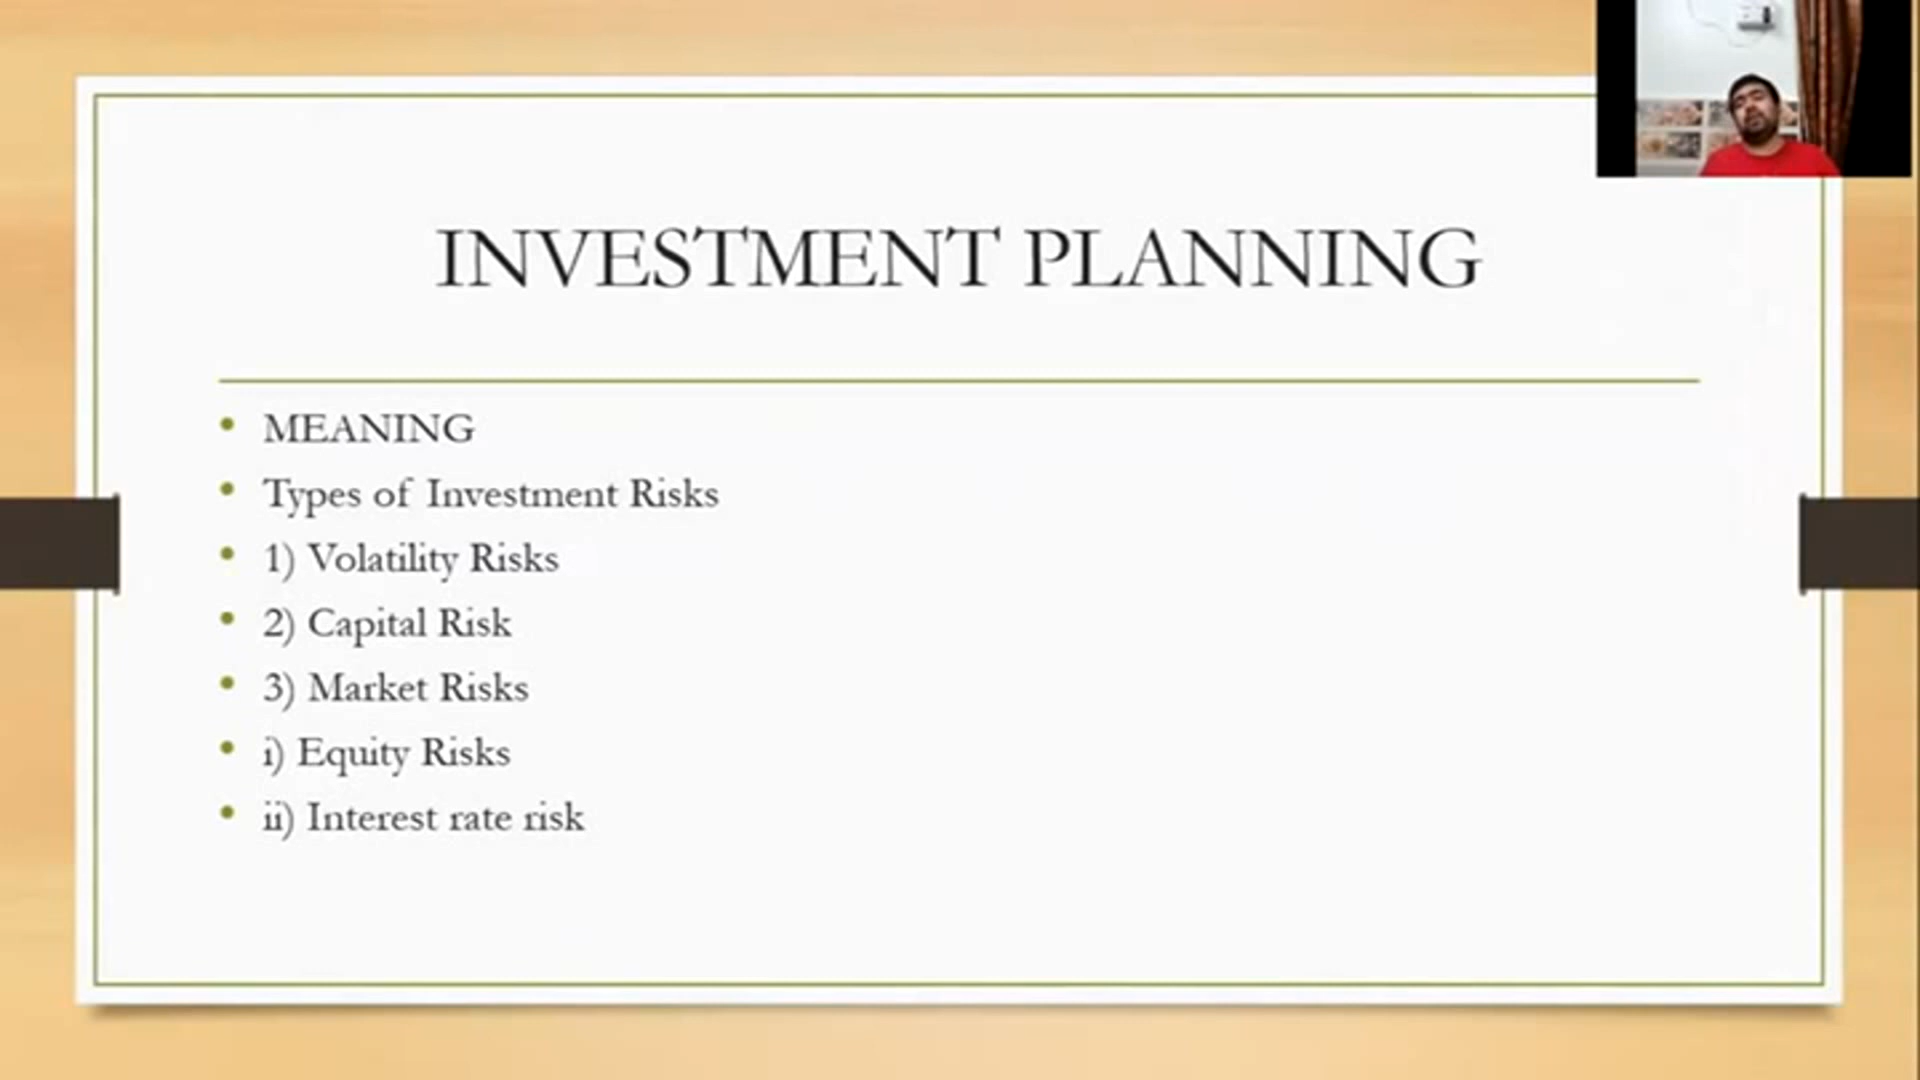 INVESTMENT PLANNING
• MEANING
• Types of Investment Risks
• 1) Volatility Risks
• 2) Capital Risk
• 3) Market Risks
• i) Equity Risks
• ii) Interest rate risk